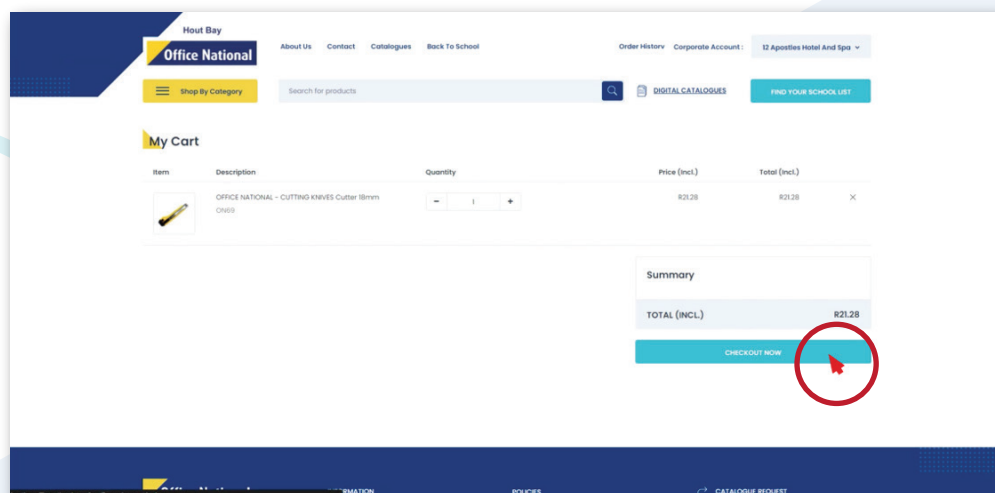 Hout Bay
Office National
About Us Contact Catalogues Back To School
Order History Corporate Account : 12 Apostles Hotel And Spa
Shop By Category
Search for products
DIGITAL CATALOGUES
FIND YOUR SCHOOL LIST
My Cart
Item Description Quantity Price (Incl.) Total (Incl.)
OFFICE NATIONAL - CUTTING KNIVES Cutter 18mm
ON69
- 1 +
R21.28 R21.28 ×
Summary
TOTAL (INCL.) R21.28
CHECKOUT NOW
POLICIES
CATALOGUE REQUEST